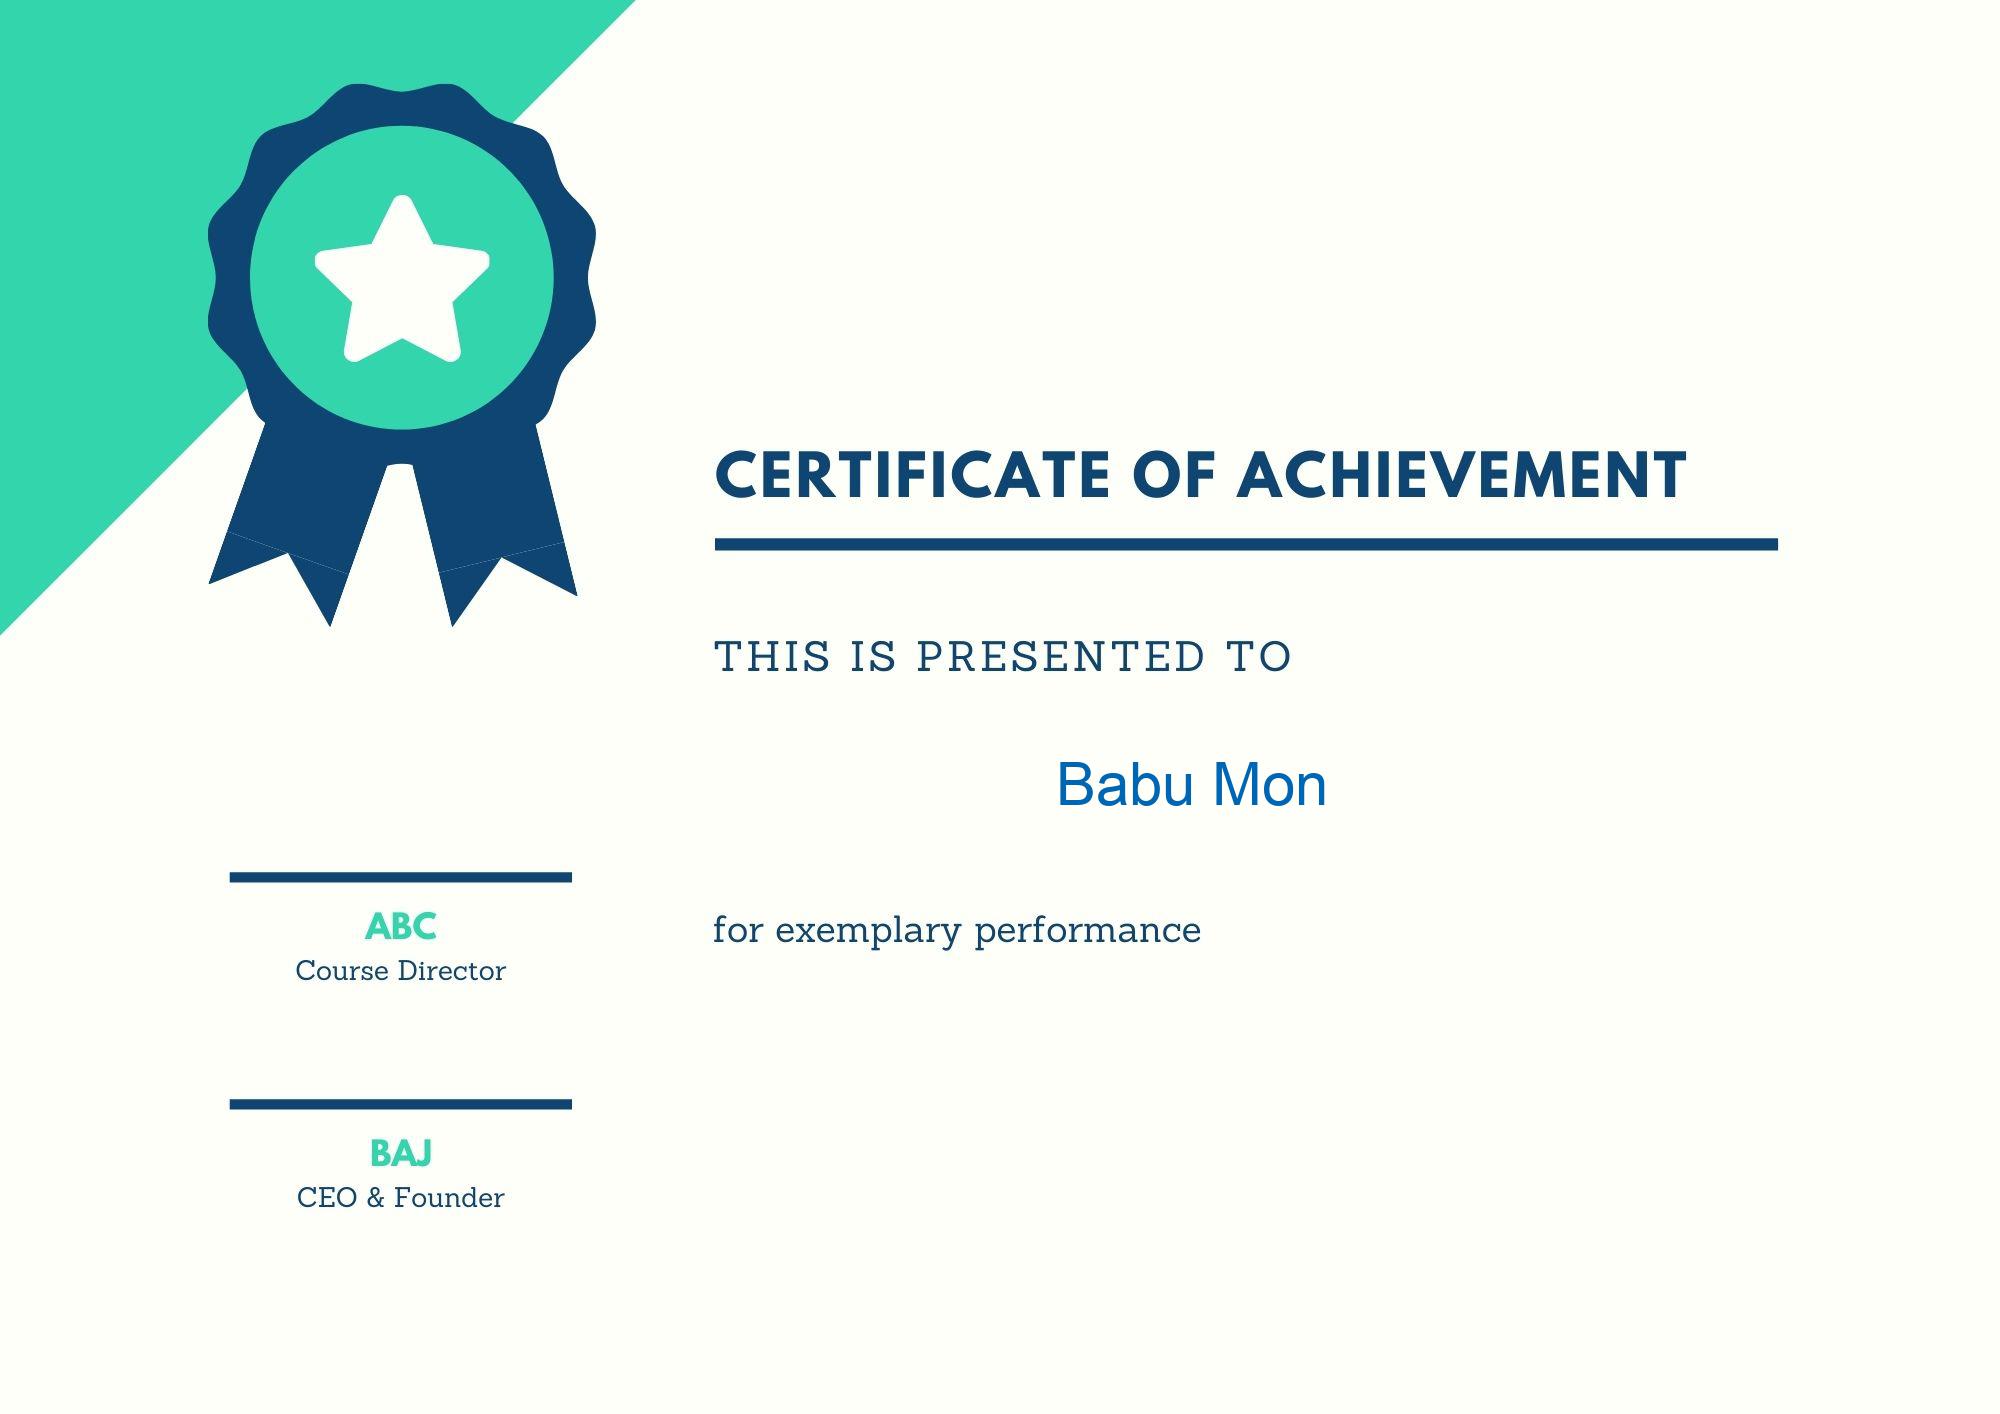 CERTIFICATE OF ACHIEVEMENT
THIS IS PRESENTED TO
Babu Mon
for exemplary performance
ABC
Course Director
BAJ
CEO & Founder